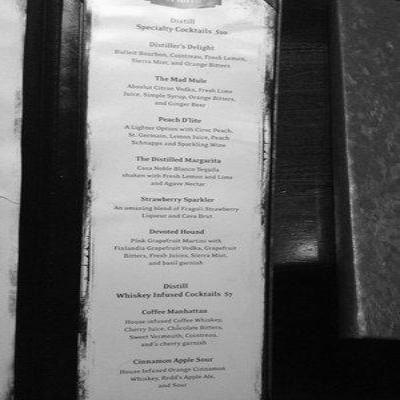 Distill
Specialty Cocktails $10
Distiller's Delight
Bulleit Bourbon, Cointreau, Fresh Lemon,
Sierra Mist, and Orange Bitters
The Mad Mule
Absolut Citron Vodka, Fresh Lime
Juice, Simple Syrup, Orange Bitters,
and Ginger Beer
Peach D'lite
A Lighter Option with Ciroc Peach,
St. Germain, Lemon Juice, Peach
Schnapps and Sparkling Wine
The Distilled Margarita
Casa Noble Blanco Tequila
shaken with Fresh Lemon and Lime
and Agave Nectar
Strawberry Sparkler
An amazing blend of Fragoli Strawberry
Liqueur and Cava Brut
Devoted Hound
Pink Grapefruit Martini with
Finlandia Grapefruit Vodka, Grapefruit
Bitters, Fresh Juices, Sierra Mist,
and basil garnish
Distill
Whiskey Infused Cocktails $7
Coffee Manhattan
House-infused Coffee Whiskey,
Cherry Juice, Chocolate Bitters,
Sweet Vermouth, Cointreau,
and a cherry garnish
Cinnamon Apple Sour
House Infused Orange Cinnamon
Whiskey, Redd's Apple Ale,
and Sour